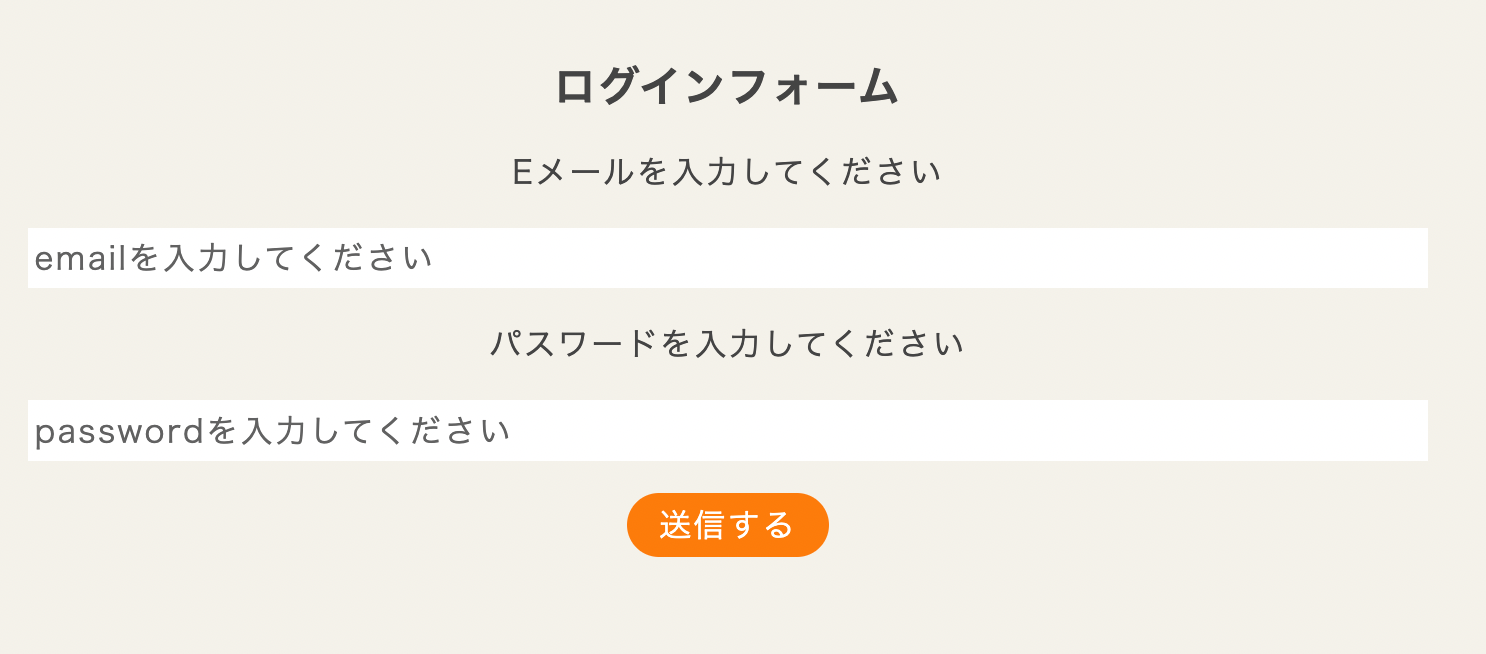 ログインフォーム
Eメールを入力してください
emailを入力してください
パスワードを入力してください
passwordを入力してください
送信する